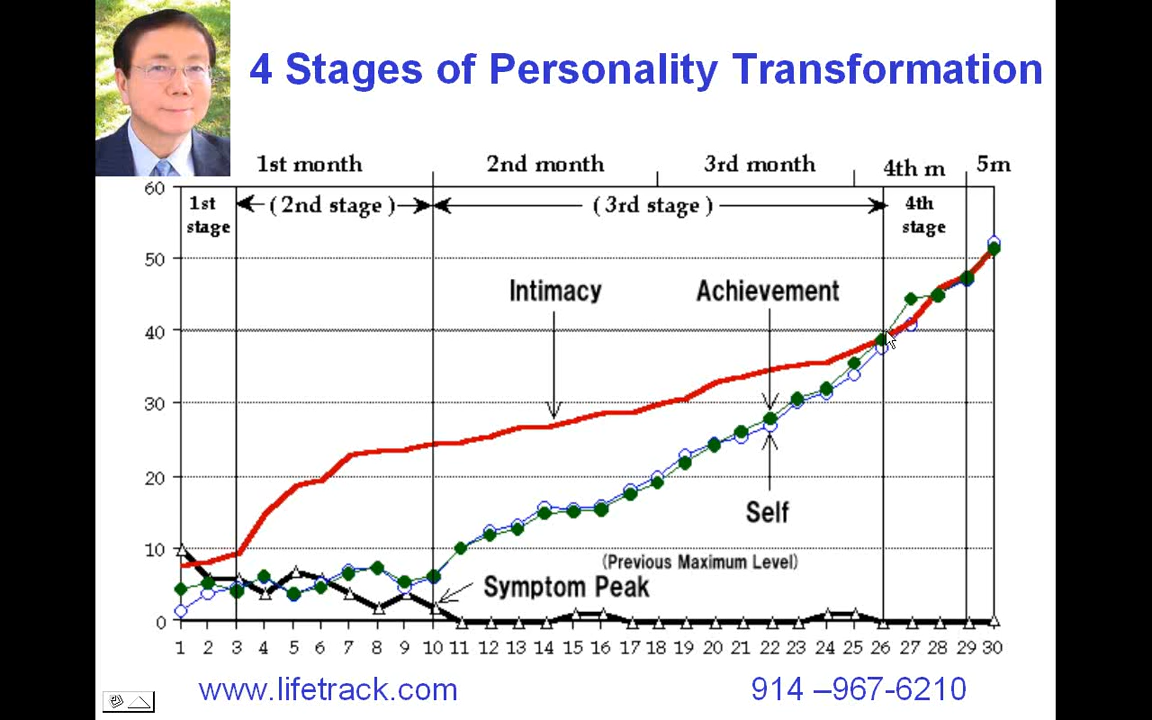 4 Stages of Personality Transformation
1st month 2nd month 3rd month 4th m 5m
60
1st stage
(2nd stage)
(3rd stage)
4th stage
50
Intimacy
Achievement
40
30
20
Self
10
(Previous Maximum Level)
Symptom Peak
0
1 2 3 4 5 6 7 8 9 10 11 12 13 14 15 16 17 18 19 20 21 22 23 24 25 26 27 28 29 30
www.lifetrack.com
914 –967-6210